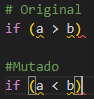 # Original
if (a > b)
#Mutado
if (a < b)